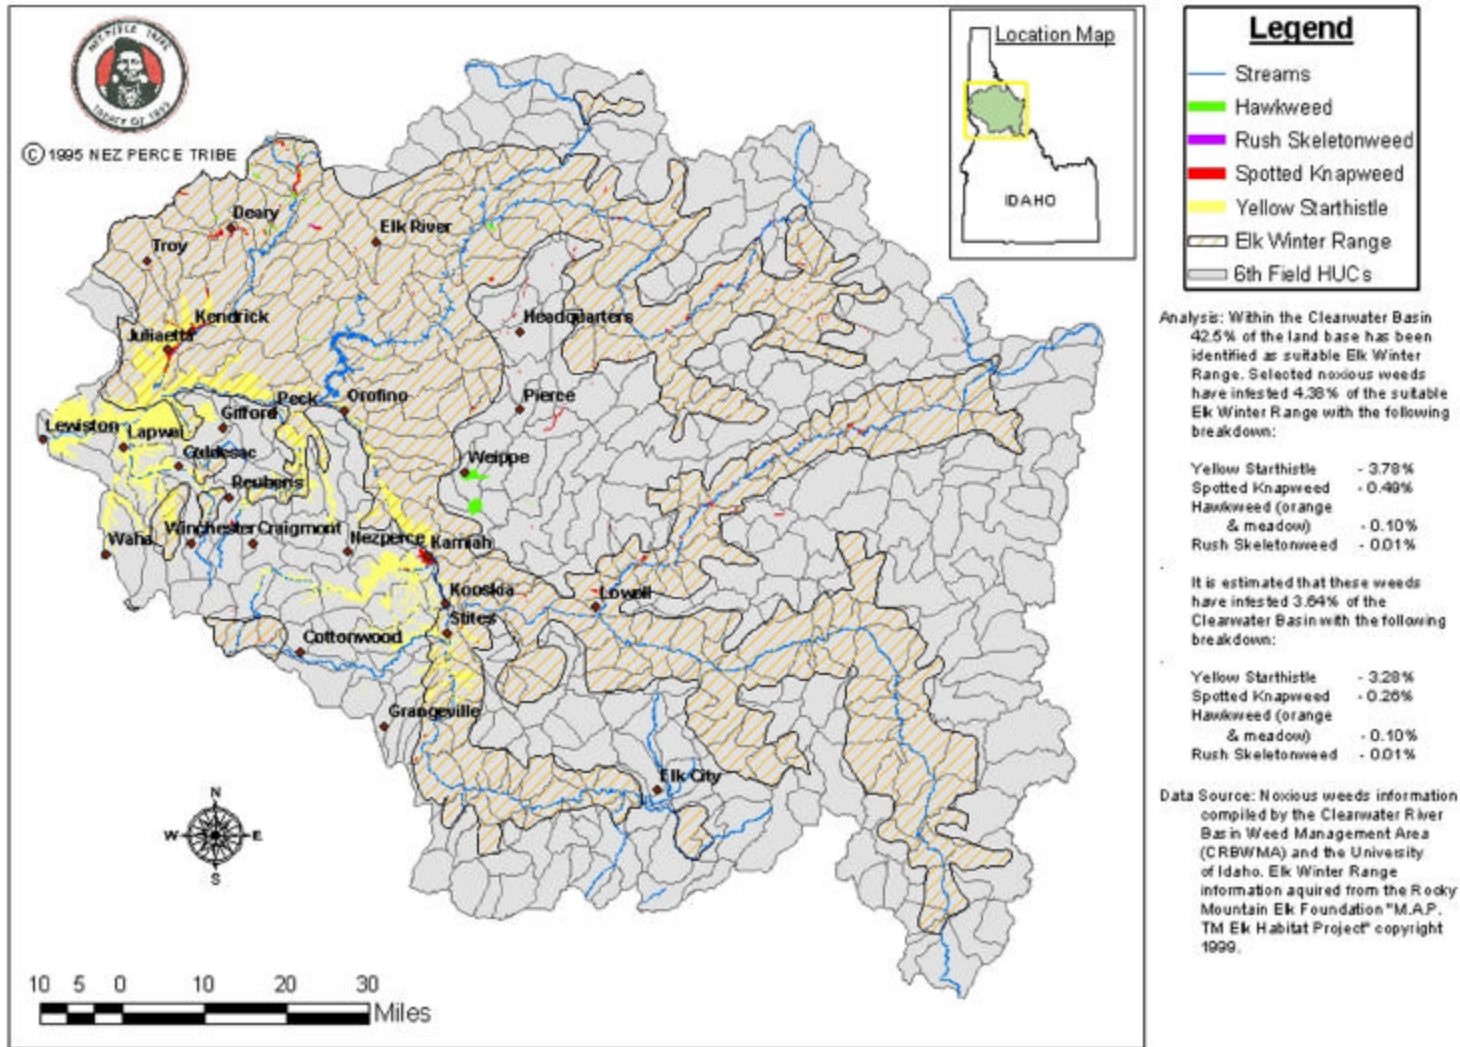 NEZ PERCE TRIBE
TREATY OF 1855
© 1995 NEZ PERCE TRIBE
Location Map
IDAHO
Legend
Streams
Hawkweed
Rush Skeletonweed
Spotted Knapweed
Yellow Starthistle
Elk Winter Range
6th Field HUCs
Deary
Elk River
Troy
Kendrick
Headquarters
Juliaetta
Peck
Orofino
Pierce
Gifford
Lewiston
Lapwai
Culdesac
Weippe
Reubens
Winchester
Craigmont
Waha
Nezperce
Kamiah
Kooskia
Lowell
Stites
Cottonwood
Grangeville
Elk City
N
W
E
S
10 5 0 10 20 30
Miles
Analysis: Within the Clearwater Basin
42.5% of the land base has been
identified as suitable Elk Winter
Range. Selected noxious weeds
have infested 4.38% of the suitable
Elk Winter Range with the following
breakdown:
Yellow Starthistle - 3.78%
Spotted Knapweed - 0.49%
Hawkweed (orange
& meadow) - 0.10%
Rush Skeletonweed - 0.01%
It is estimated that these weeds
have infested 3.64% of the
Clearwater Basin with the following
breakdown:
Yellow Starthistle - 3.28%
Spotted Knapweed - 0.26%
Hawkweed (orange
& meadow) - 0.10%
Rush Skeletonweed - 0.01%
Data Source: Noxious weeds information
compiled by the Clearwater River
Basin Weed Management Area
(CRBWMA) and the University
of Idaho. Elk Winter Range
information aquired from the Rocky
Mountain Elk Foundation "M.A.P.
TM Elk Habitat Project" copyright
1999.